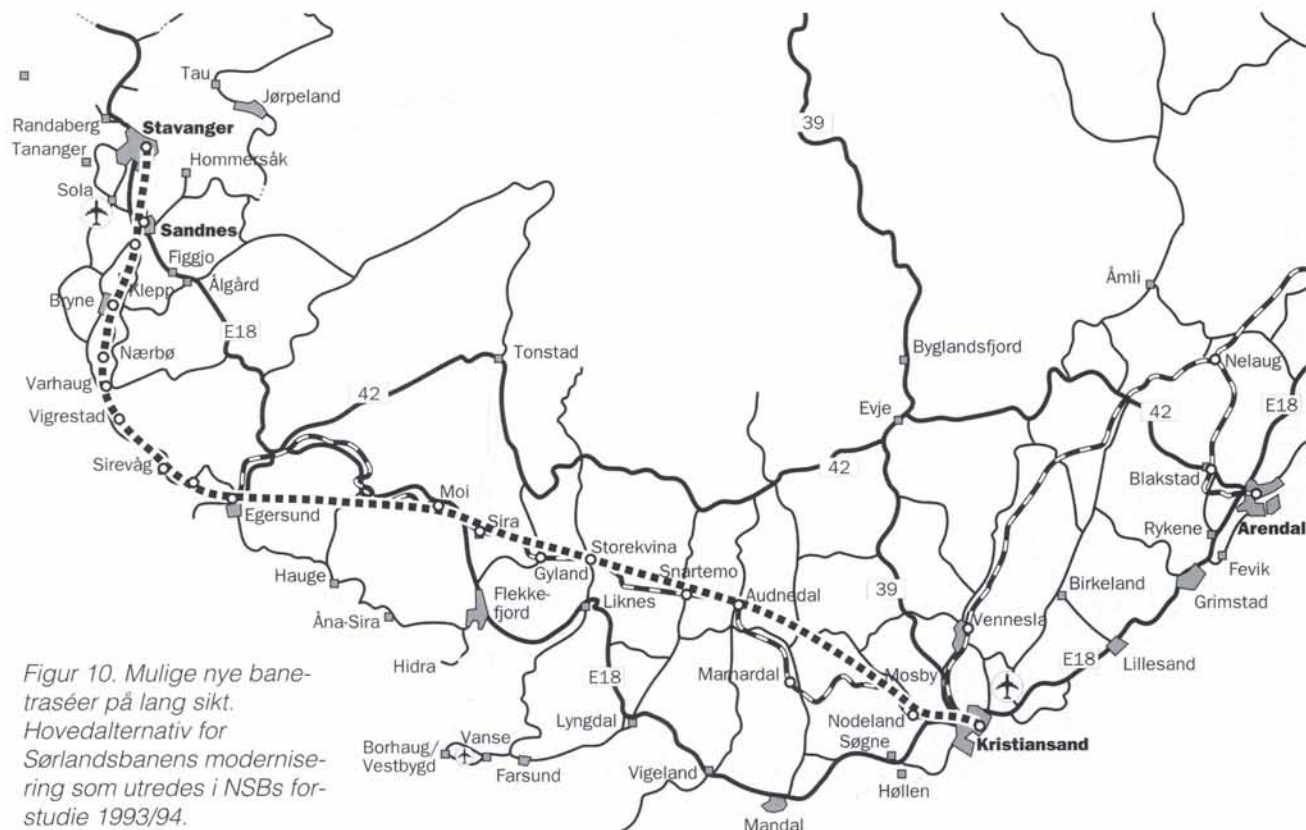 Tau
Jørpeland
Randaberg
Stavanger
Tananger
Hommersåk
Sola
Sandnes
Figgjo
Ålgård
Klepp
Bryne
E18
Nærbø
Varhaug
Vigrestad
Sirevåg
Egersund
42
Tonstad
Moi
Sira
Gyland
Storekvina
Snartemo
Audnedal
Hauge
Åna-Sira
Flekke-
fjord
Liknes
Hidra
E18
Lyngdal
Marnardal
Borhaug/
Vestbygd
Vanse
Farsund
Vigeland
Mandal
39
Byglandsfjord
Evje
42
39
Åmli
Nelaug
42
E18
Blakstad
Arendal
Rykene
Fevik
Grimstad
Birkeland
Vennesla
Lillesand
E18
Mosby
Nodeland
Søgne
Kristiansand
Høllen
Figur 10. Mulige nye bane-
traséer på lang sikt.
Hovedalternativ for
Sørlandsbanens modernise-
ring som utredes i NSBs for-
studie 1993/94.